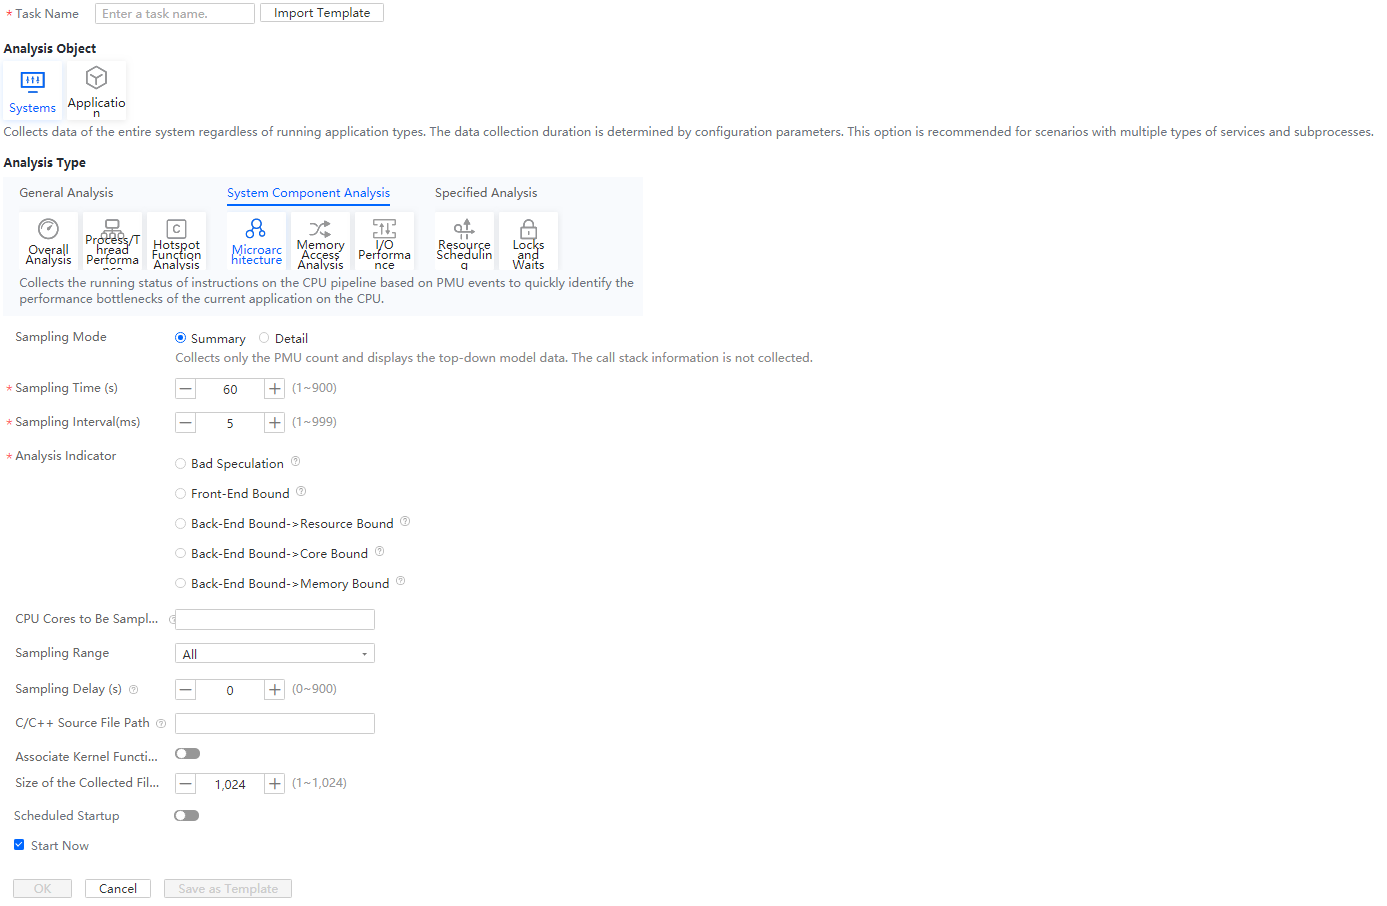 * Task Name Enter a task name. Import Template
Analysis Object
Systems
Applicatio
n
Collects data of the entire system regardless of running application types. The data collection duration is determined by configuration parameters. This option is recommended for scenarios with multiple types of services and subprocesses.
Analysis Type
General Analysis System Component Analysis Specified Analysis
Overall
Analysis
Process/T
hread
Performa
nce
C
Hotspot
Function
Analysis
Microarc
hitecture
Memory
Access
Analysis
I/O
Performa
nce
Resource
Schedulin
g
Locks
and
Waits
Collects the running status of instructions on the CPU pipeline based on PMU events to quickly identify the
performance bottlenecks of the current application on the CPU.
Sampling Mode Summary Detail
Collects only the PMU count and displays the top-down model data. The call stack information is not collected.
* Sampling Time (s) — 60 + (1~900)
* Sampling Interval(ms) — 5 + (1~999)
* Analysis Indicator
Bad Speculation ?
Front-End Bound ?
Back-End Bound->Resource Bound ?
Back-End Bound->Core Bound ?
Back-End Bound->Memory Bound ?
CPU Cores to Be Sampl... ?
Sampling Range All
Sampling Delay (s) ? — 0 + (0~900)
C/C++ Source File Path ?
Associate Kernel Functi...
Size of the Collected Fil... — 1,024 + (1~1,024)
Scheduled Startup
Start Now
OK Cancel Save as Template